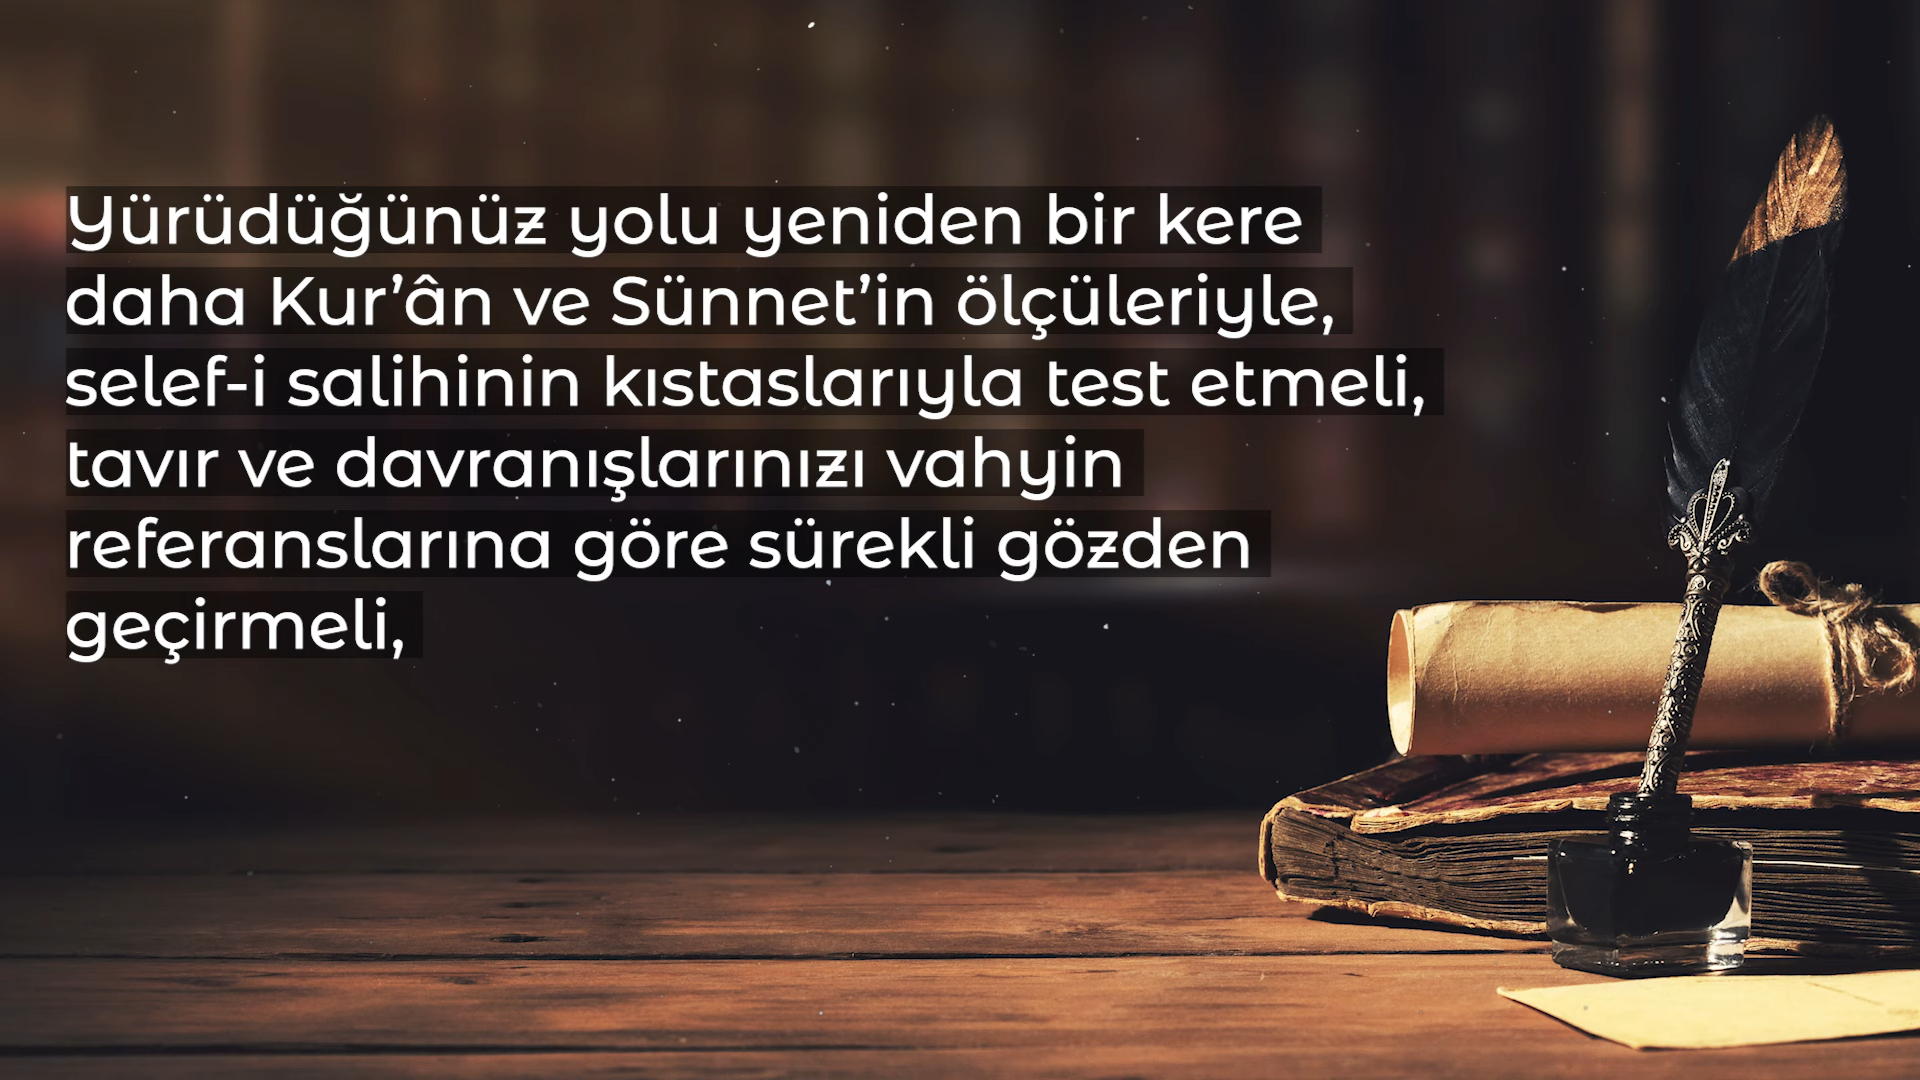 Yürüdüğünüz yolu yeniden bir kere
daha Kur’ân ve Sünnet’in ölçüleriyle,
selef-i salihinin kıstaslarıyla test etmeli,
tavır ve davranışlarınızı vahyin
referanslarına göre sürekli gözden
geçirmeli,